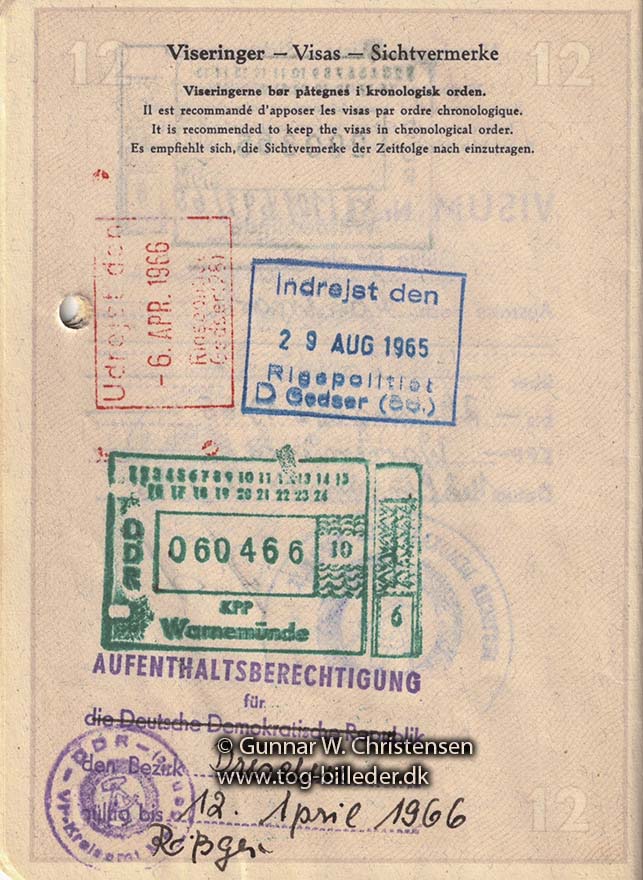 12 12
Viseringer – Visas – Sichtvermerke
Viseringerne bør påtegnes i kronologisk orden.
Il est recommandé d'apposer les visas par ordre chronologique.
It is recommended to keep the visas in chronological order.
Es empfiehlt sich, die Sichtvermerke der Zeitfolge nach einzutragen.
Udrejst den
-6. APR. 1966
Indrejst den
29 AUG 1965
Rigspolitiet
D Gedser (Sø.)
1 2 3 4 5 6 7 8 9 10 11 12 13 14 15
16 17 18 19 20 21 22 23 24
DDR
060466 10
KPP
Warnemünde
6
AUFENTHALTSBERECHTIGUNG
für
die Deutsche Demokratische Republik
© Gunnar W. Christensen
den Bezirk Dresden
www.tog-billeder.dk
gültig bis 12. April 1966
DDR
VP-Kreisamt
12